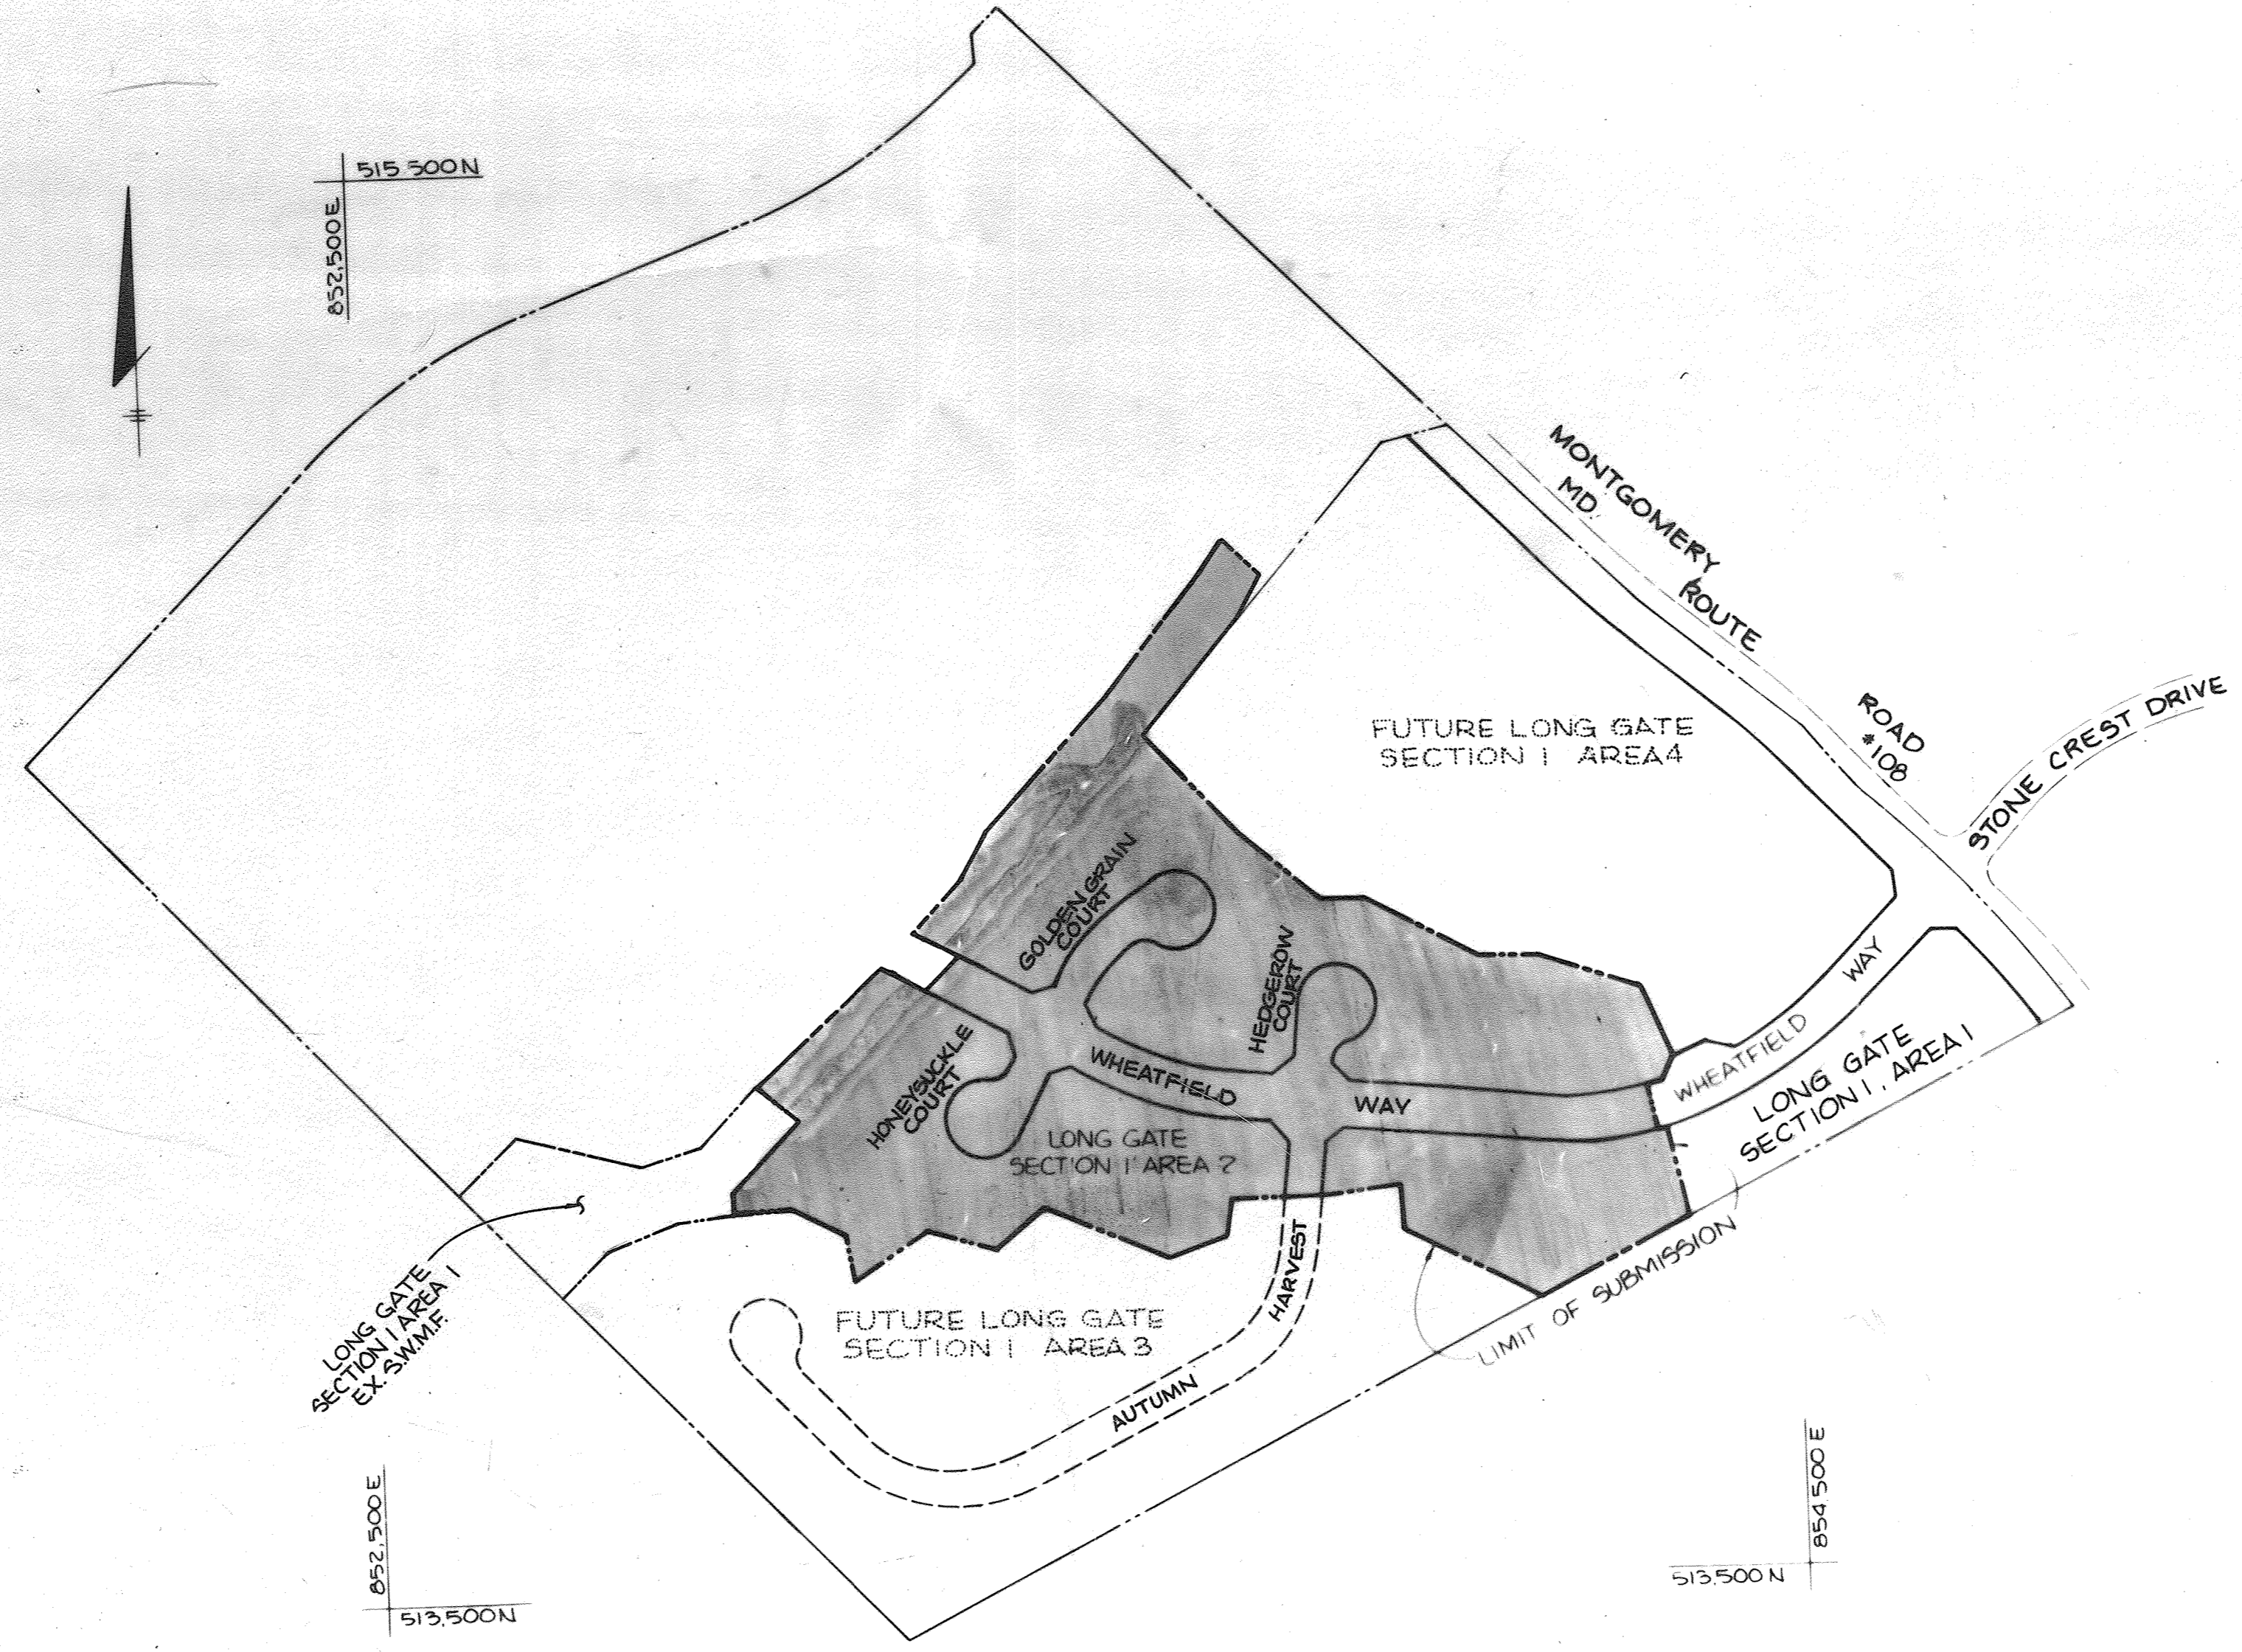 515 500N
852,500E
MONTGOMERY
MD.
ROUTE
ROAD
#108
STONE CREST DRIVE
FUTURE LONG GATE
SECTION 1 AREA 4
GOLDEN GRAIN
COURT
HEDGEROW
COURT
HONEYSUCKLE
COURT
WHEATFIELD
WAY
WHEATFIELD
WAY
LONG GATE
SECTION 1, AREA 1
LONG GATE
SECTION 1 AREA 2
LIMIT OF SUBMISSION
HARVEST
AUTUMN
FUTURE LONG GATE
SECTION 1 AREA 3
LONG GATE
SECTION 1 AREA 1
EX. S.W.M.F.
852,500E
513,500N
854,500E
513,500N